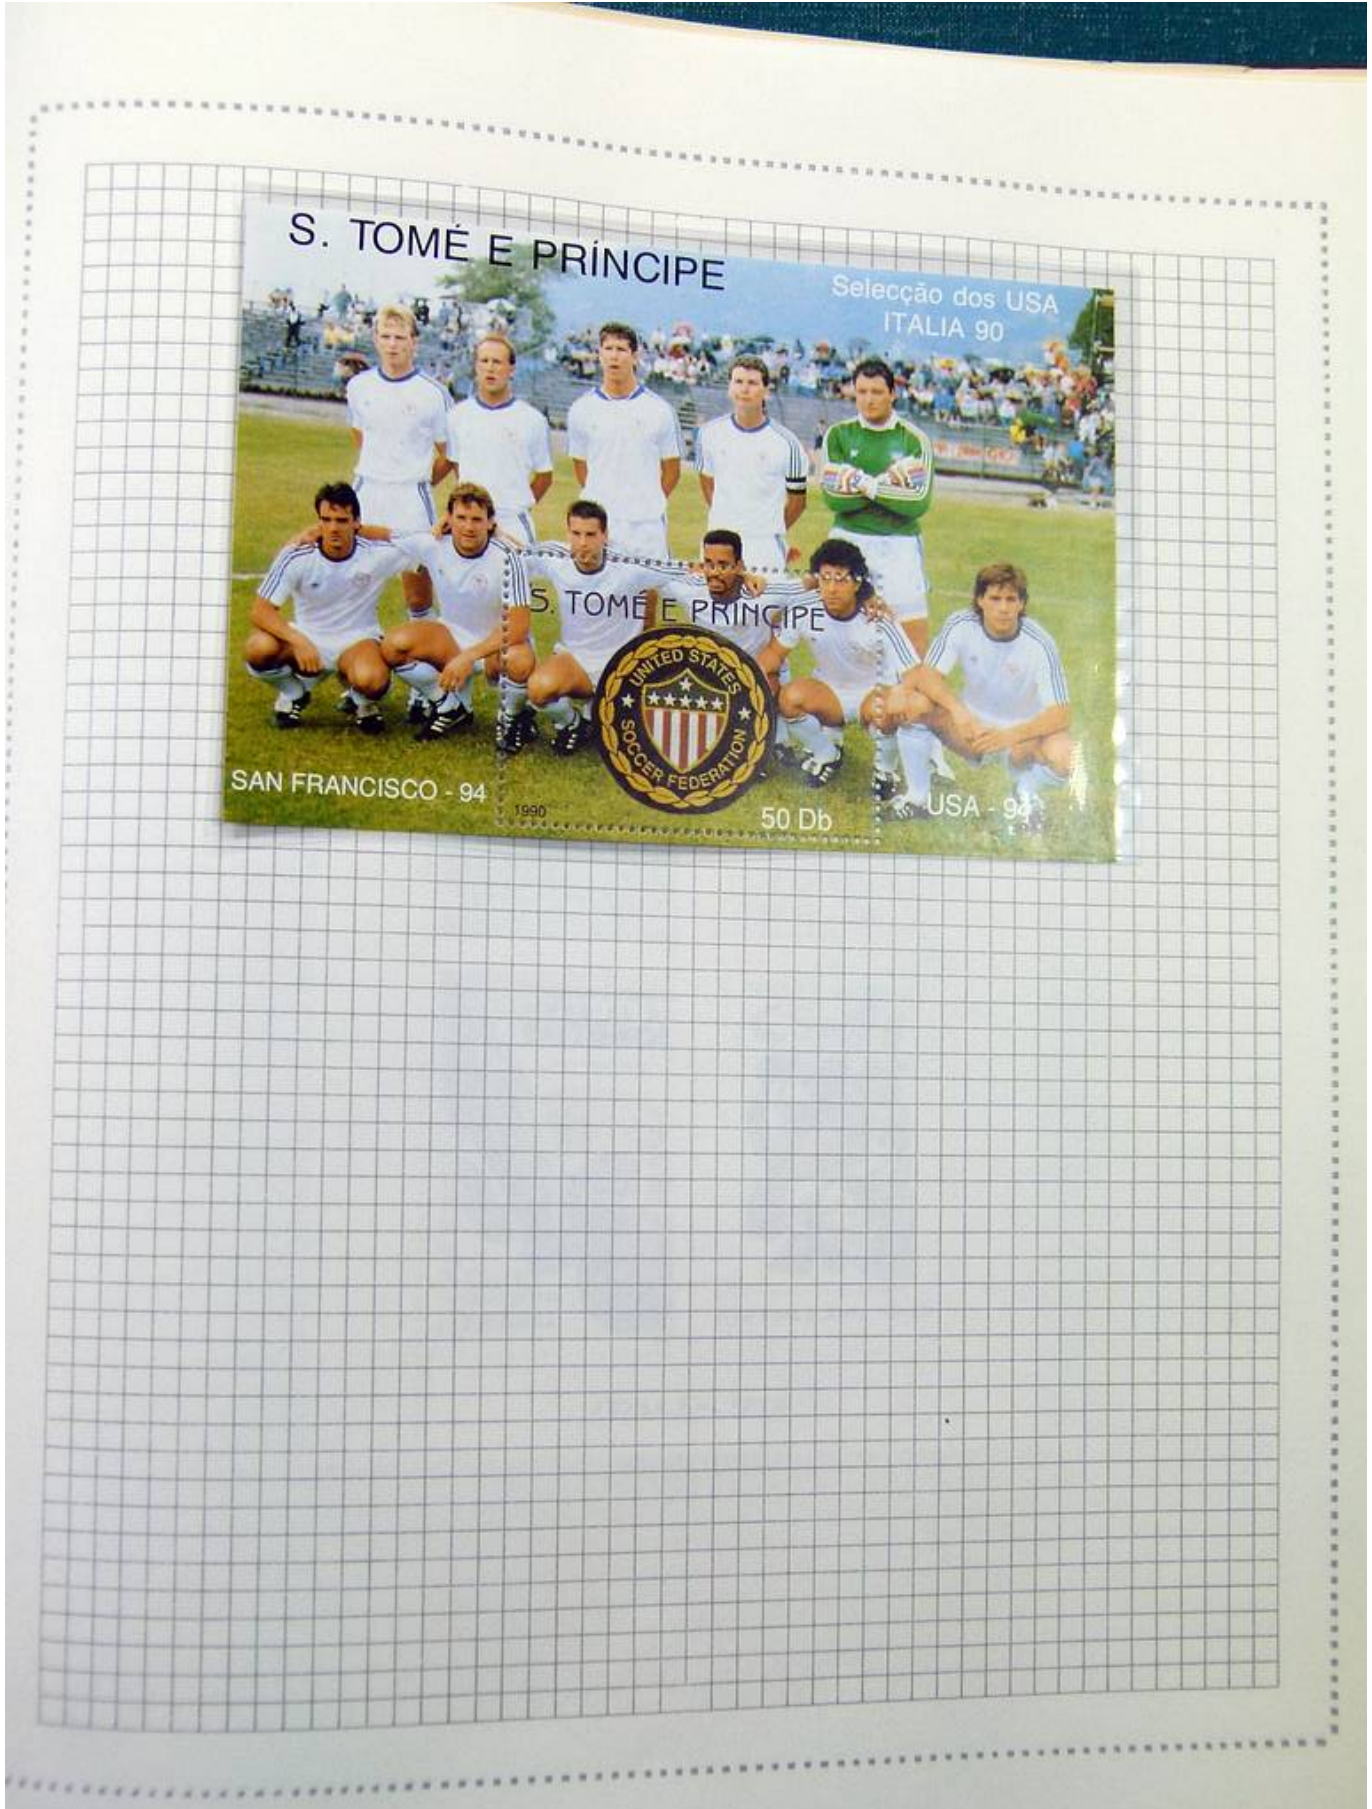 S. TOMÉ E PRÍNCIPE
Selecção dos USA
ITALIA 90
S. TOMÉ E PRÍNCIPE
UNITED STATES
SOCCER FEDERATION
SAN FRANCISCO - 94
1990
50 Db
USA - 94